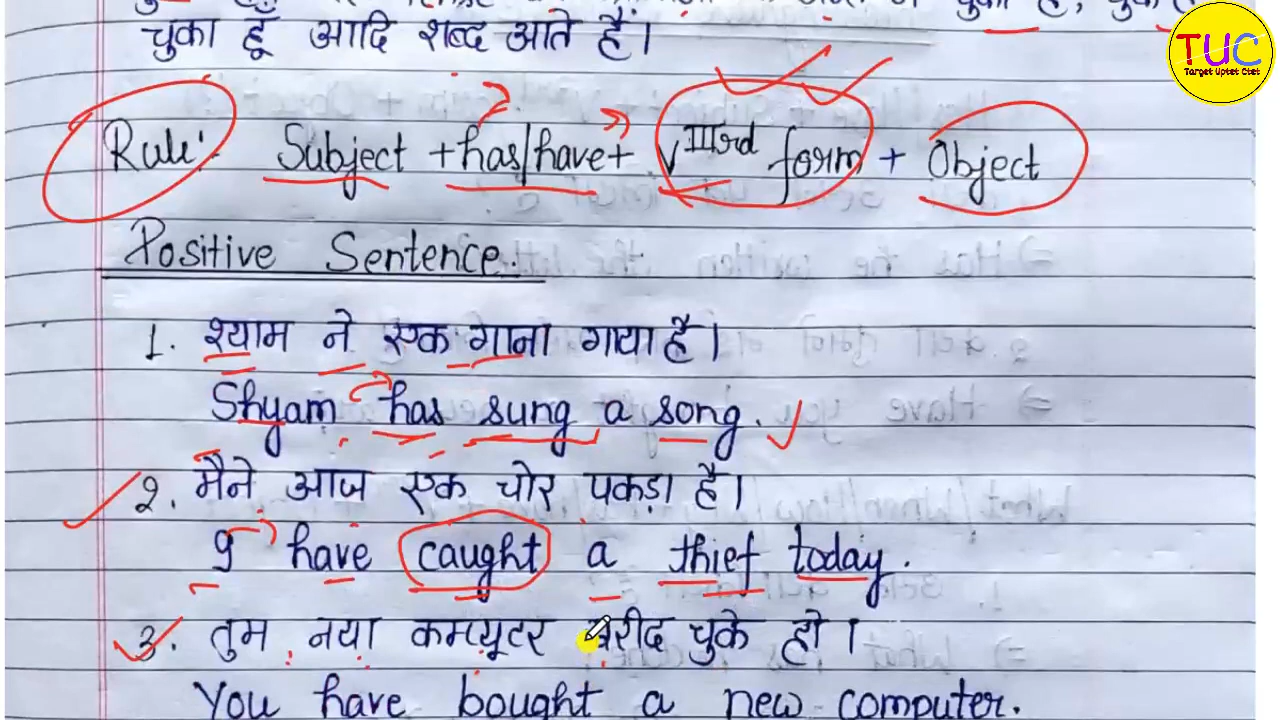 चुका हूँ आदि शब्द आते हैं।
TUC
Target Uptet Ctet
Rule: Subject + has/have + V IIIrd form + Object
Positive Sentence:
1. श्याम ने एक गाना गाया है।
Shyam has sung a song.
२. मैने आज एक चोर पकड़ा है।
I have caught a thief today.
3. तुम नया कम्प्यूटर खरीद चुके हो।
You have bought a new computer.